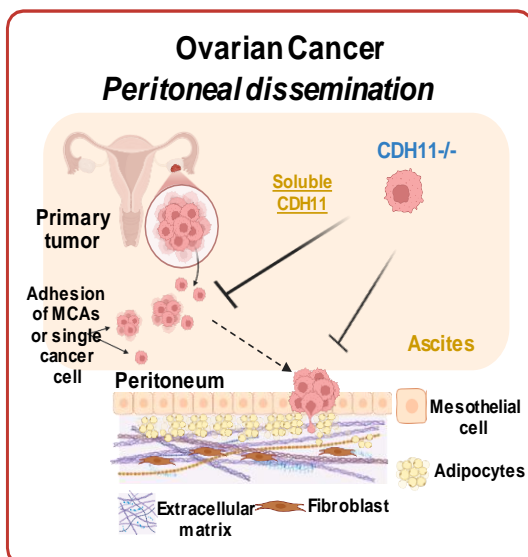 Ovarian Cancer
Peritoneal dissemination
CDH11-/-
Soluble
CDH11
Primary
tumor
Adhesion
of MCAs
or single
cancer
cell
Ascites
Peritoneum
Mesothelial
cell
Adipocytes
Extracellular
matrix
Fibroblast